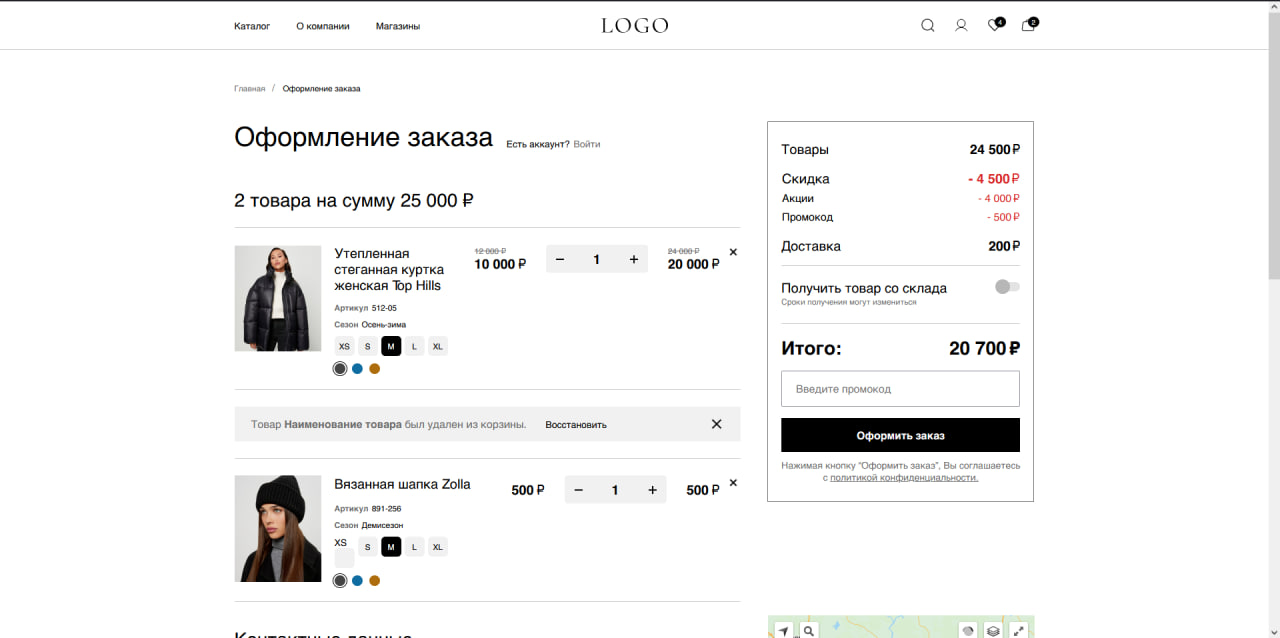 Каталог О компании Магазины LOGO 4 2
Главная / Оформление заказа
Оформление заказа Есть аккаунт? Войти
2 товара на сумму 25 000 ₽
Утепленная
стеганная куртка
женская Top Hills
12 000 ₽
10 000 ₽
− 1 +
24 000 ₽
20 000 ₽
Артикул 512-05
Сезон Осень-зима
XS S M L XL
Товар Наименование товара был удален из корзины. Восстановить
Вязанная шапка Zolla
500 ₽ − 1 + 500 ₽
Артикул 891-256
Сезон Демисезон
XS S M L XL
Контактные данные
Товары 24 500 ₽
Скидка - 4 500 ₽
Акции - 4 000 ₽
Промокод - 500 ₽
Доставка 200 ₽
Получить товар со склада
Сроки получения могут измениться
Итого: 20 700 ₽
Введите промокод
Оформить заказ
Нажимая кнопку "Оформить заказ", Вы соглашаетесь
с политикой конфиденциальности.